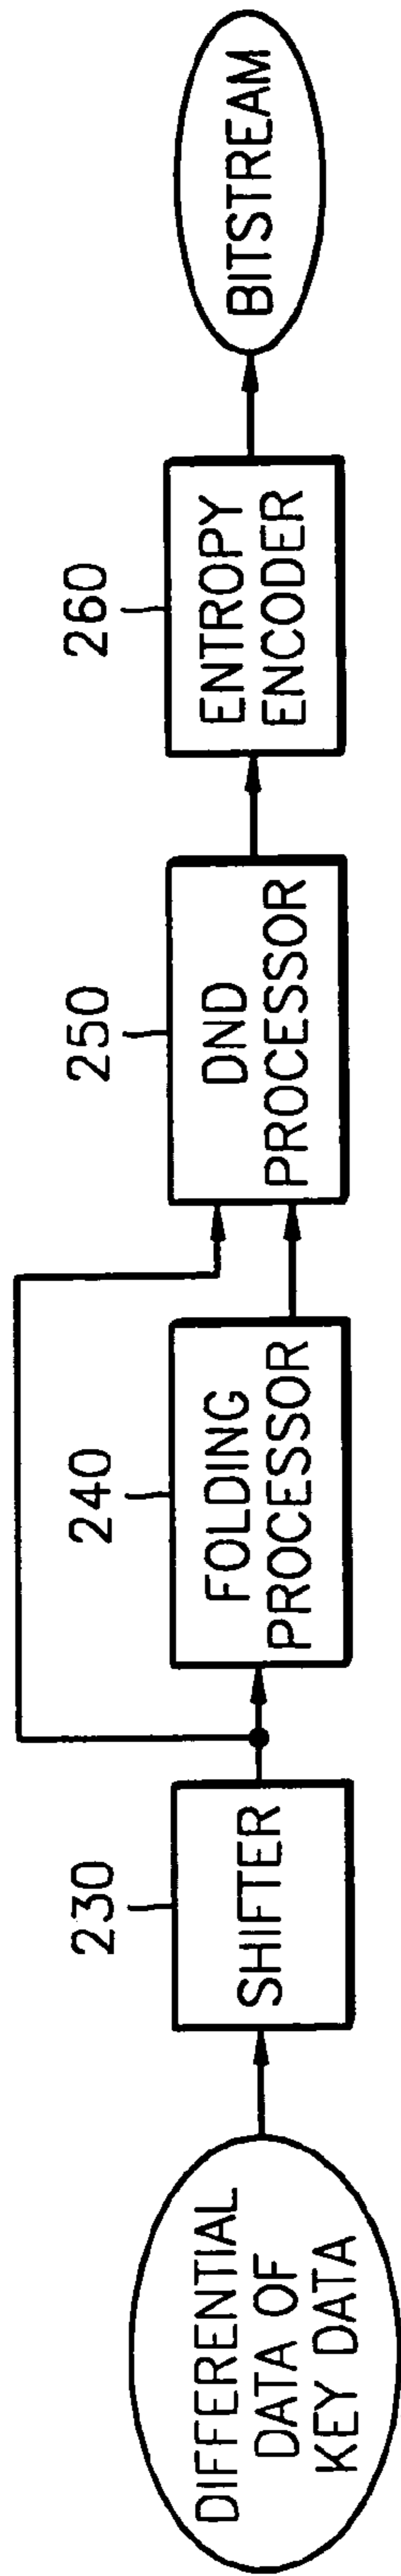 DIFFERENTIAL
DATA OF
KEY DATA
230
SHIFTER
240
FOLDING
PROCESSOR
250
DND
PROCESSOR
260
ENTROPY
ENCODER
BITSTREAM